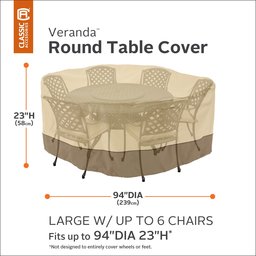 CLASSIC
ACCESSORIES
Veranda™
Round Table Cover
23"H
(58cm)
94"DIA
(239cm)
LARGE W/ UP TO 6 CHAIRS
Fits up to 94"DIA 23"H*
*Not designed to entirely cover wheels or feet.